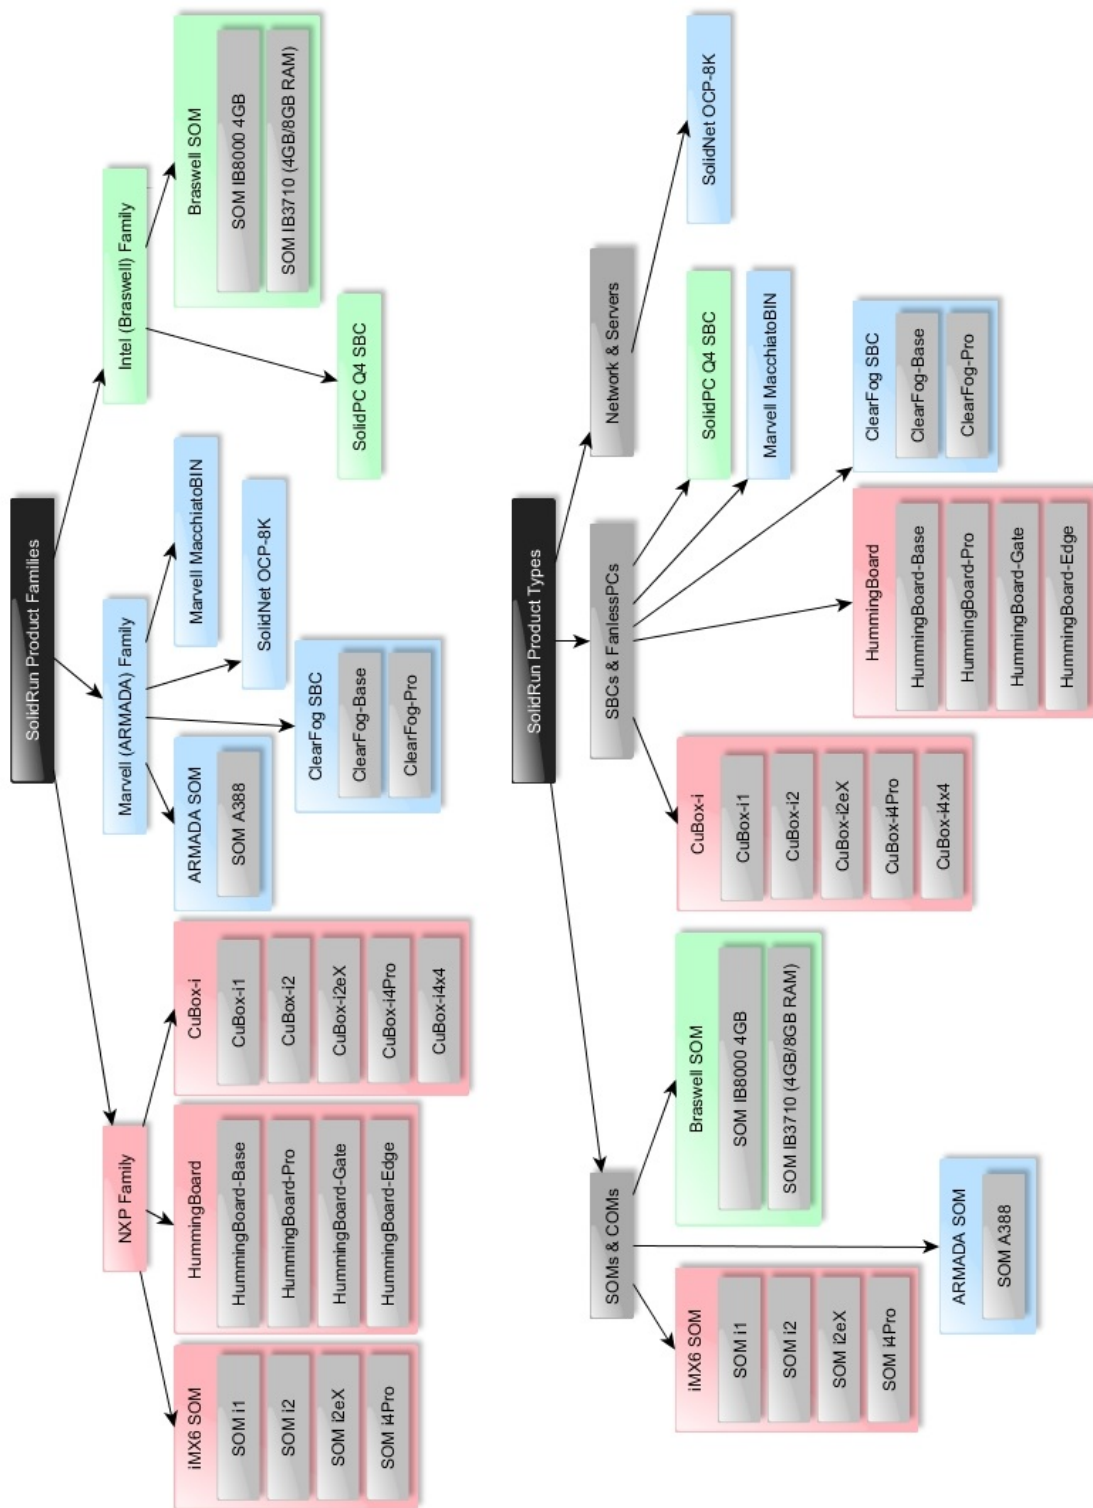 SolidRun Product Families
NXP Family
Marvell (ARMADA) Family
Intel (Braswell) Family
iMX6 SOM
SOM i1
SOM i2
SOM i2eX
SOM i4Pro
HummingBoard
HummingBoard-Base
HummingBoard-Pro
HummingBoard-Gate
HummingBoard-Edge
CuBox-i
CuBox-i1
CuBox-i2
CuBox-i2eX
CuBox-i4Pro
CuBox-i4x4
ARMADA SOM
SOM A388
ClearFog SBC
ClearFog-Base
ClearFog-Pro
SolidNet OCP-8K
Marvell MacchiatoBIN
SolidPC Q4 SBC
Braswell SOM
SOM IB8000 4GB
SOM IB3710 (4GB/8GB RAM)
SolidRun Product Types
SOMs & COMs
SBCs & FanlessPCs
Network & Servers
iMX6 SOM
SOM i1
SOM i2
SOM i2eX
SOM i4Pro
ARMADA SOM
SOM A388
Braswell SOM
SOM IB8000 4GB
SOM IB3710 (4GB/8GB RAM)
CuBox-i
CuBox-i1
CuBox-i2
CuBox-i2eX
CuBox-i4Pro
CuBox-i4x4
HummingBoard
HummingBoard-Base
HummingBoard-Pro
HummingBoard-Gate
HummingBoard-Edge
ClearFog SBC
ClearFog-Base
ClearFog-Pro
Marvell MacchiatoBIN
SolidPC Q4 SBC
SolidNet OCP-8K